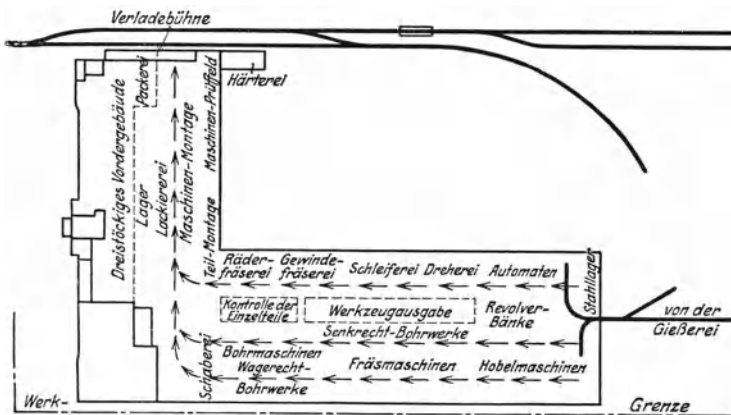 Verladebühne
Härterei
Packerei
Dreistöckiges Vordergebäude
Lager
Lackiererei
Maschinen-Montage
Maschinen-Prüffeld
Teil-Montage
Räder-
fräserei
Gewinde-
fräserei
Schleiferei
Dreherei
Automaten
Stahllager
Kontrolle der
Einzelteile
Werkzeugausgabe
Revolver-
Bänke
von der
Gießerei
Senkrecht-Bohrwerke
Schaberei
Bohrmaschinen
Wagerecht-
Bohrwerke
Fräsmaschinen
Hobelmaschinen
Werk-
Grenze